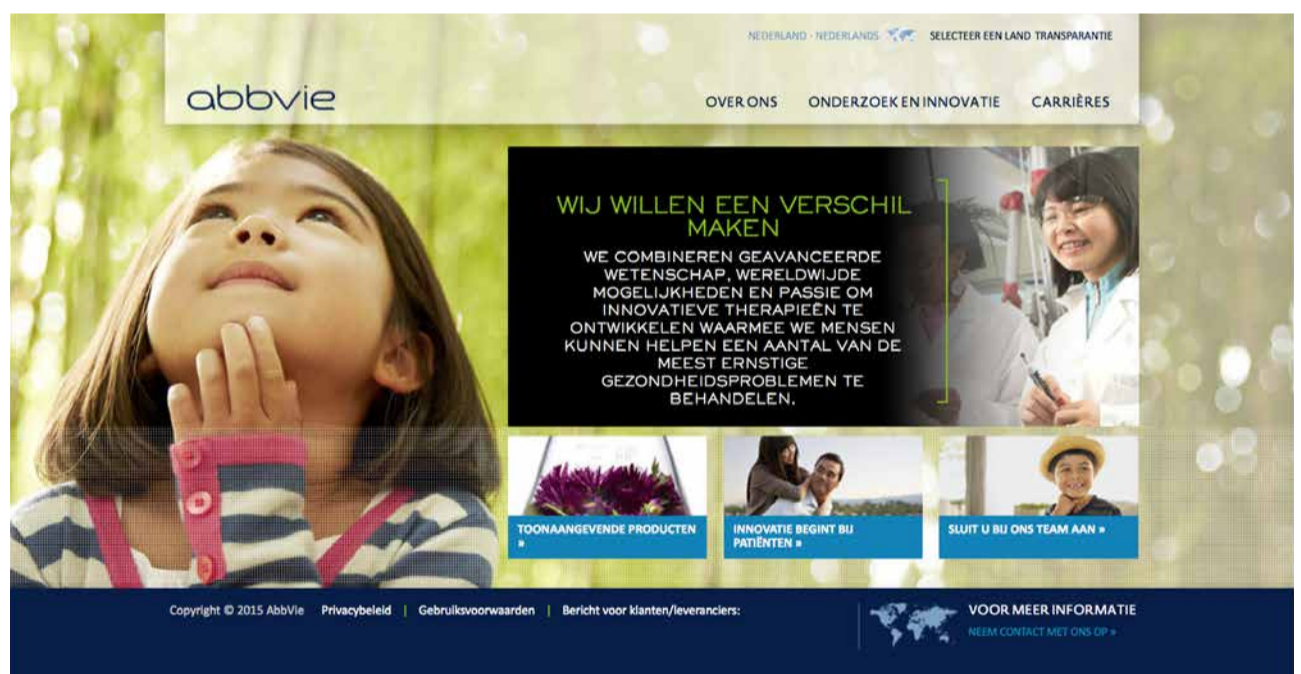 NEDERLAND - NEDERLANDS SELECTEER EEN LAND TRANSPARANTIE
abbvie
OVER ONS ONDERZOEK EN INNOVATIE CARRIÈRES
WIJ WILLEN EEN VERSCHIL
MAKEN
WE COMBINEREN GEAVANCEERDE
WETENSCHAP, WERELDWIJDE
MOGELIJKHEDEN EN PASSIE OM
INNOVATIEVE THERAPIEËN TE
ONTWIKKELEN WAARMEE WE MENSEN
KUNNEN HELPEN EEN AANTAL VAN DE
MEEST ERNSTIGE
GEZONDHEIDSPROBLEMEN TE
BEHANDELEN.
TOONAANGEVENDE PRODUCTEN
»
INNOVATIE BEGINT BIJ
PATIËNTEN »
SLUIT U BIJ ONS TEAM AAN »
Copyright © 2015 AbbVie Privacybeleid | Gebruiksvoorwaarden | Bericht voor klanten/leveranciers:
VOOR MEER INFORMATIE
NEEM CONTACT MET ONS OP »